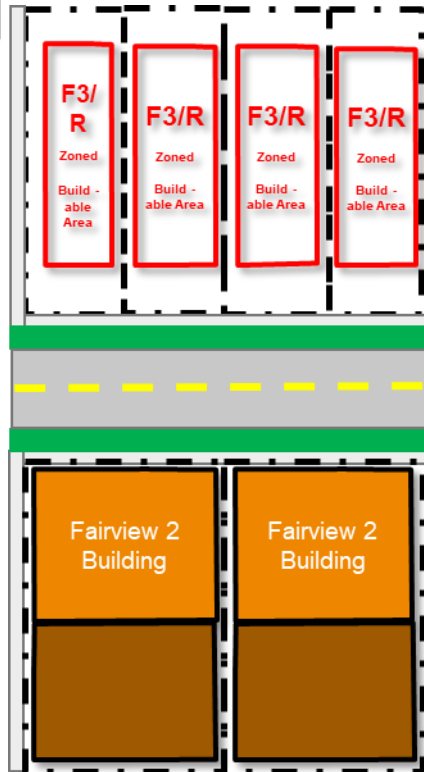 F3/
R
Zoned
Build -
able
Area
F3/R
Zoned
Build -
able Area
F3/R
Zoned
Build -
able Area
F3/R
Zoned
Build -
able Area
Fairview 2
Building
Fairview 2
Building